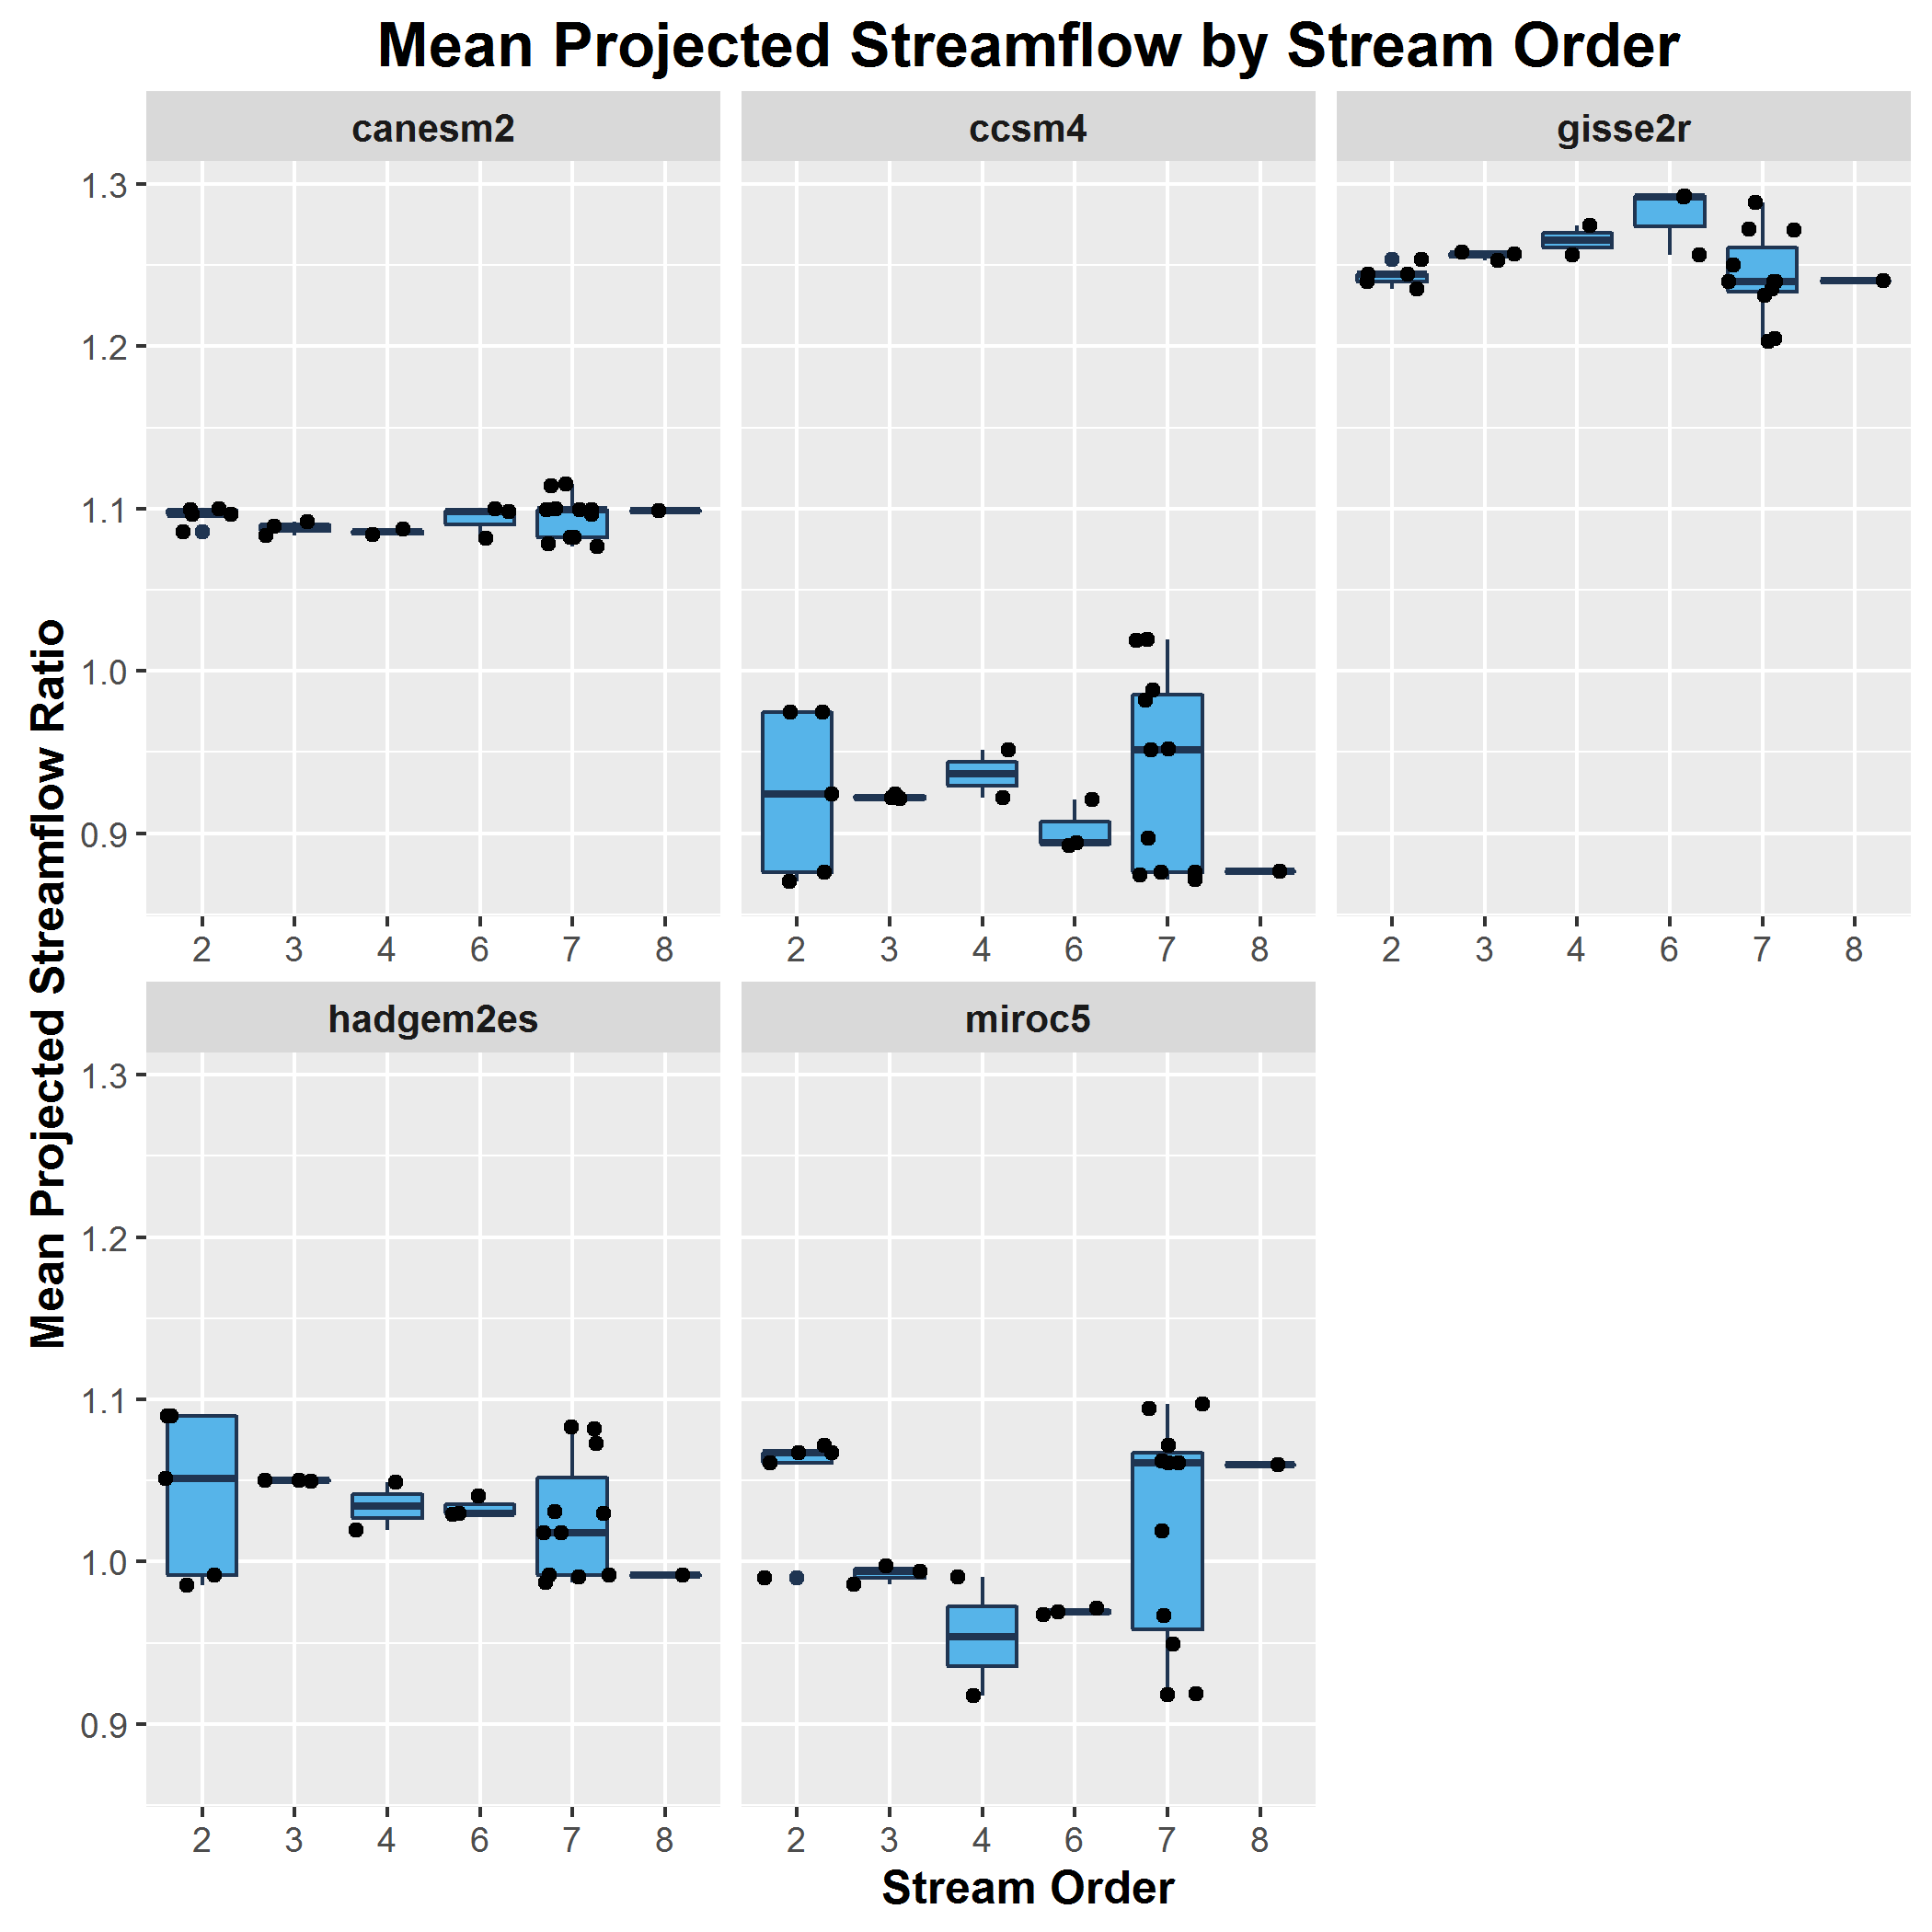 Mean Projected Streamflow by Stream Order
canesm2 ccsm4 gisse2r
1.3
1.2
1.1
1.0
0.9
2 3 4 6 7 8 2 3 4 6 7 8 2 3 4 6 7 8
Mean Projected Streamflow Ratio
hadgem2es miroc5
1.3
1.2
1.1
1.0
0.9
2 3 4 6 7 8 2 3 4 6 7 8
Stream Order